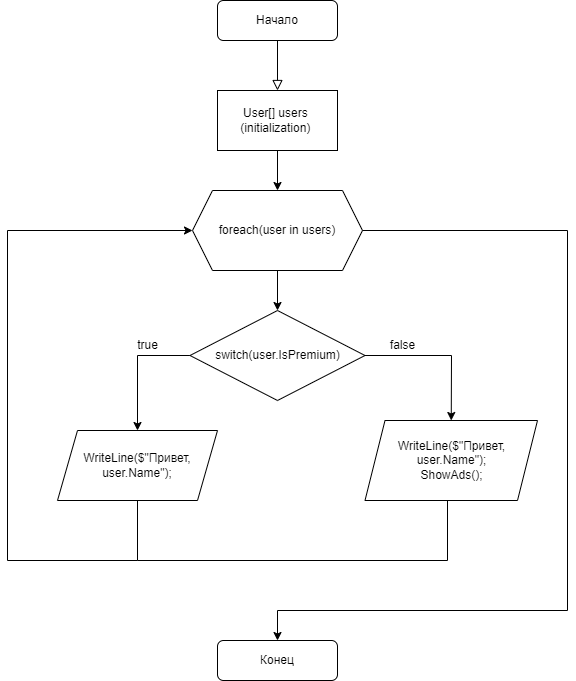 Начало
User[] users
(initialization)
foreach(user in users)
true
switch(user.IsPremium)
false
WriteLine($"Привет,
user.Name");
WriteLine($"Привет,
user.Name");
ShowAds();
Конец